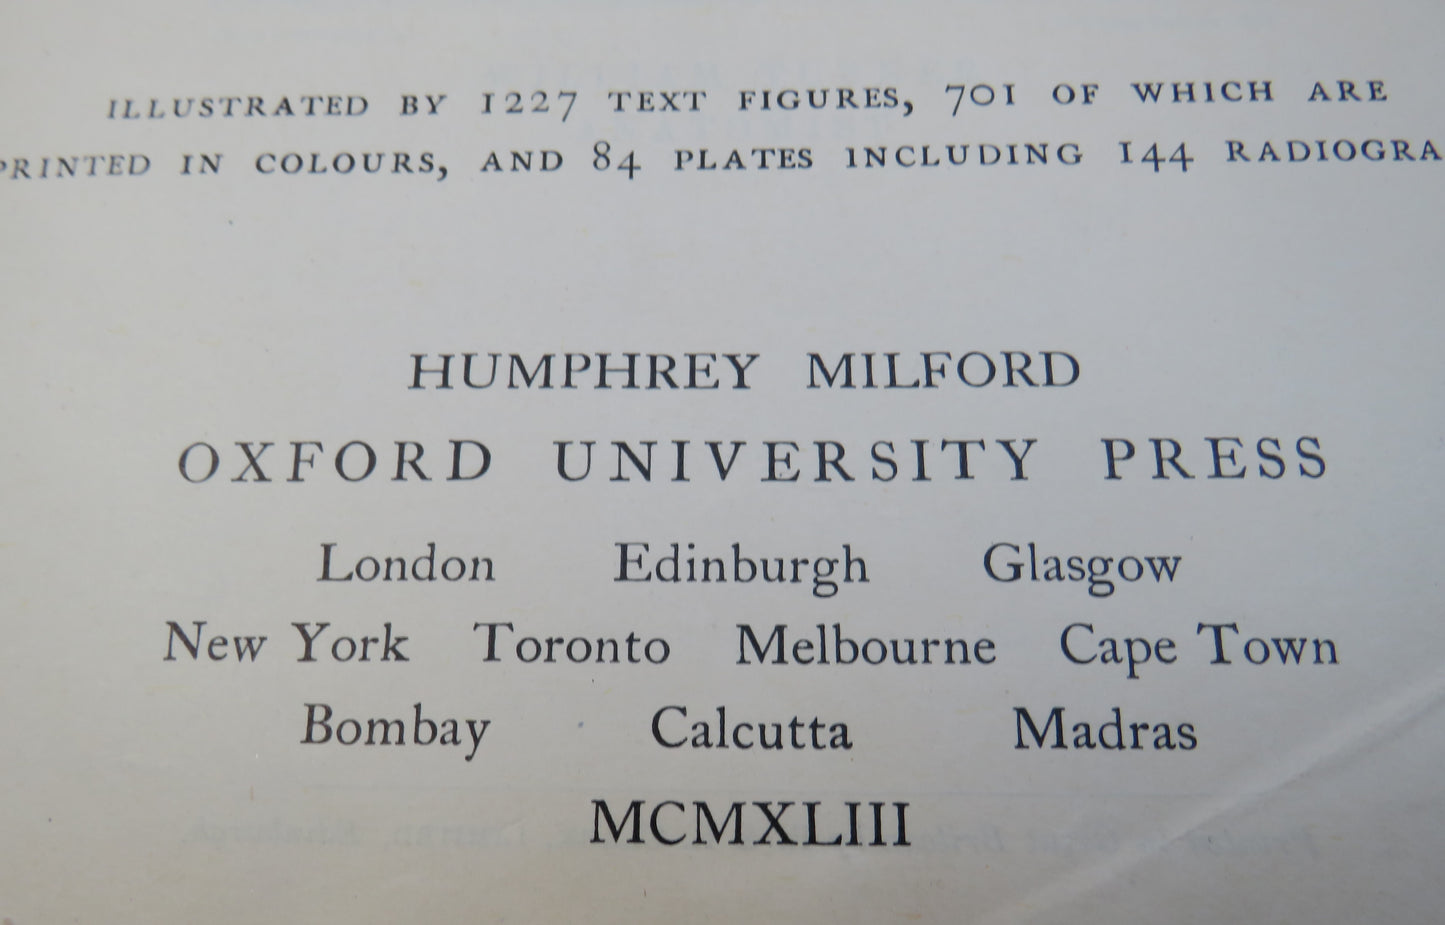 ILLUSTRATED BY 1227 TEXT FIGURES, 701 OF WHICH ARE
PRINTED IN COLOURS, AND 84 PLATES INCLUDING 144 RADIOGRA
HUMPHREY MILFORD
OXFORD UNIVERSITY PRESS
London Edinburgh Glasgow
New York Toronto Melbourne Cape Town
Bombay Calcutta Madras
MCMXLIII